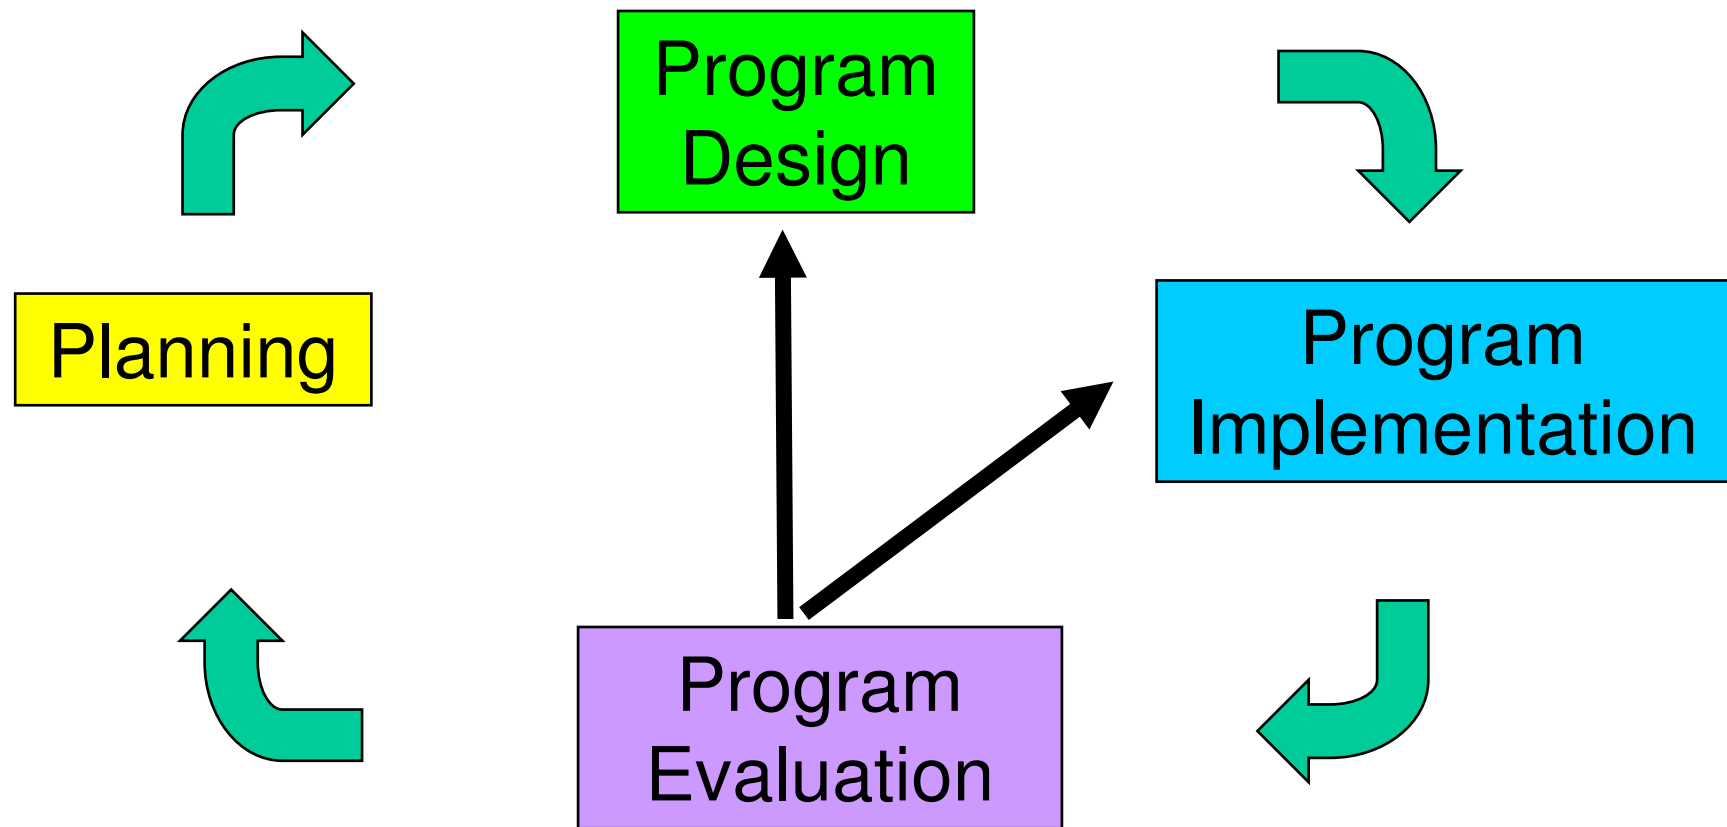 Program
Design
Planning
Program
Implementation
Program
Evaluation